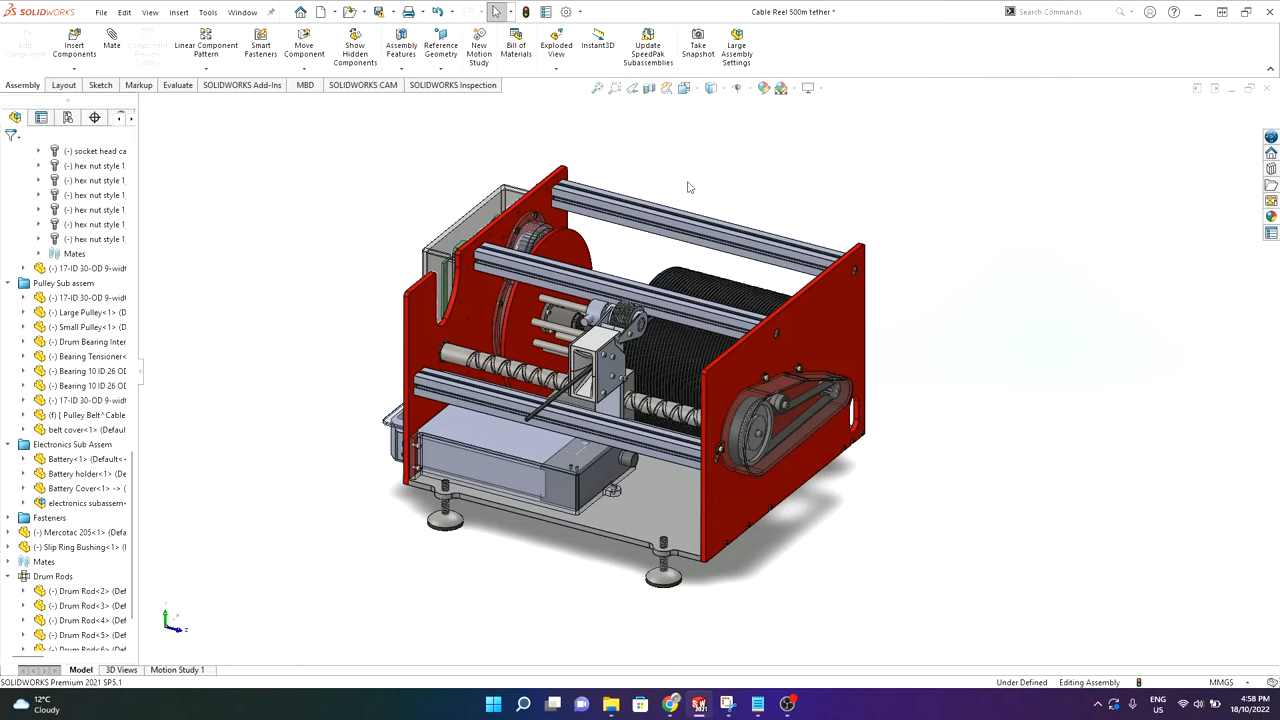 SOLIDWORKS
File
Edit
View
Insert
Tools
Window
Cable Reel 500m tether *
Search Commands
Edit Component
Insert Components
Mate
Component Preview Window
Linear Component Pattern
Smart Fasteners
Move Component
Show Hidden Components
Assembly Features
Reference Geometry
New Motion Study
Bill of Materials
Exploded View
Instant3D
Update SpeedPak Subassemblies
Take Snapshot
Large Assembly Settings
Assembly
Layout
Sketch
Markup
Evaluate
SOLIDWORKS Add-Ins
MBD
SOLIDWORKS CAM
SOLIDWORKS Inspection
(-) socket head ca
(-) hex nut style 1
(-) hex nut style 1
(-) hex nut style 1
(-) hex nut style 1
(-) hex nut style 1
(-) hex nut style 1
Mates
(-) 17-ID 30-OD 9-widt
Pulley Sub assem
(-) 17-ID 30-OD 9-widt
(-) Large Pulley<1> (D
(-) Small Pulley<1> (D
(-) Drum Bearing Inter
(-) Bearing Tensioner<
(-) Bearing 10 ID 26 OD
(-) Bearing 10 ID 26 OD
(-) 17-ID 30-OD 9-widt
(f) [ Pulley Belt^Cable
belt cover<1> (Defaul
Electronics Sub Assem
Battery<1> (Default<
Battery holder<1> (De
Battery Cover<1> -> (
electronics subassem
Fasteners
(-) Mercotac 205<1> (Defa
(-) Slip Ring Bushing<1> (
Mates
Drum Rods
(-) Drum Rod<2> (Def
(-) Drum Rod<3> (Def
(-) Drum Rod<4> (Def
(-) Drum Rod<5> (Def
(-) Drum Rod<6> (Def
Y
X
Z
Model
3D Views
Motion Study 1
SOLIDWORKS Premium 2021 SP5.1
Under Defined
Editing Assembly
MMGS
12°C
Cloudy
ENG
US
4:58 PM
18/10/2022